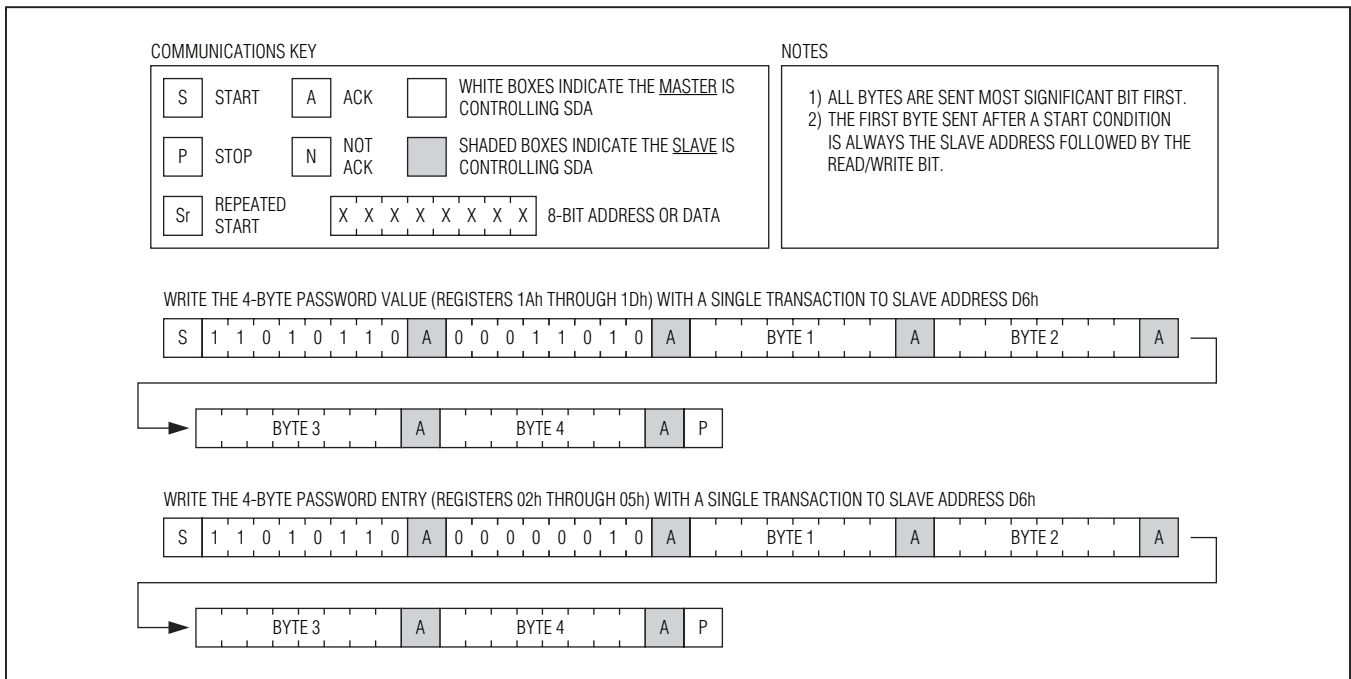 COMMUNICATIONS KEY
S START A ACK WHITE BOXES INDICATE THE MASTER IS
CONTROLLING SDA
P STOP N NOT
ACK SHADED BOXES INDICATE THE SLAVE IS
CONTROLLING SDA
Sr REPEATED
START X X X X X X X X 8-BIT ADDRESS OR DATA
NOTES
1) ALL BYTES ARE SENT MOST SIGNIFICANT BIT FIRST.
2) THE FIRST BYTE SENT AFTER A START CONDITION
IS ALWAYS THE SLAVE ADDRESS FOLLOWED BY THE
READ/WRITE BIT.
WRITE THE 4-BYTE PASSWORD VALUE (REGISTERS 1Ah THROUGH 1Dh) WITH A SINGLE TRANSACTION TO SLAVE ADDRESS D6h
S 1 1 0 1 0 1 1 0 A 0 0 0 1 1 0 1 0 A BYTE 1 A BYTE 2 A
BYTE 3 A BYTE 4 A P
WRITE THE 4-BYTE PASSWORD ENTRY (REGISTERS 02h THROUGH 05h) WITH A SINGLE TRANSACTION TO SLAVE ADDRESS D6h
S 1 1 0 1 0 1 1 0 A 0 0 0 0 0 0 1 0 A BYTE 1 A BYTE 2 A
BYTE 3 A BYTE 4 A P